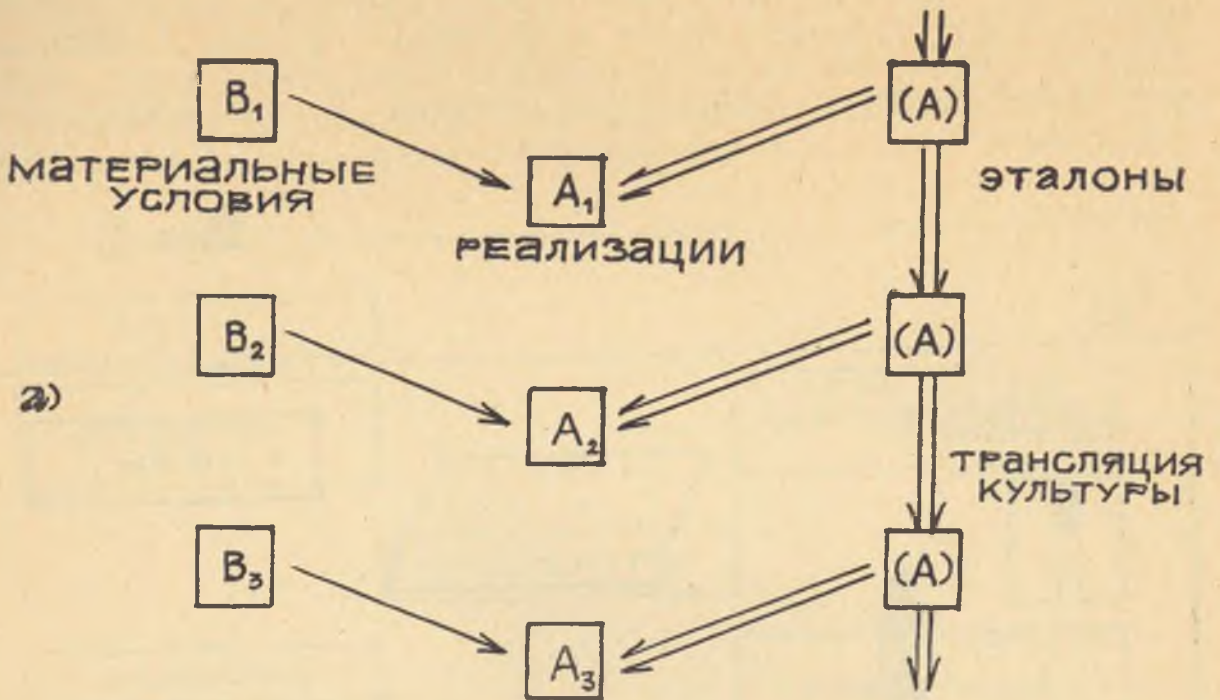 B₁
(A)
МАТЕРИАЛЬНЫЕ
УСЛОВИЯ
A₁
ЭТАЛОНЫ
РЕАЛИЗАЦИИ
B₂
(A)
а)
A₂
ТРАНСЛЯЦИЯ
КУЛЬТУРЫ
B₃
(A)
A₃